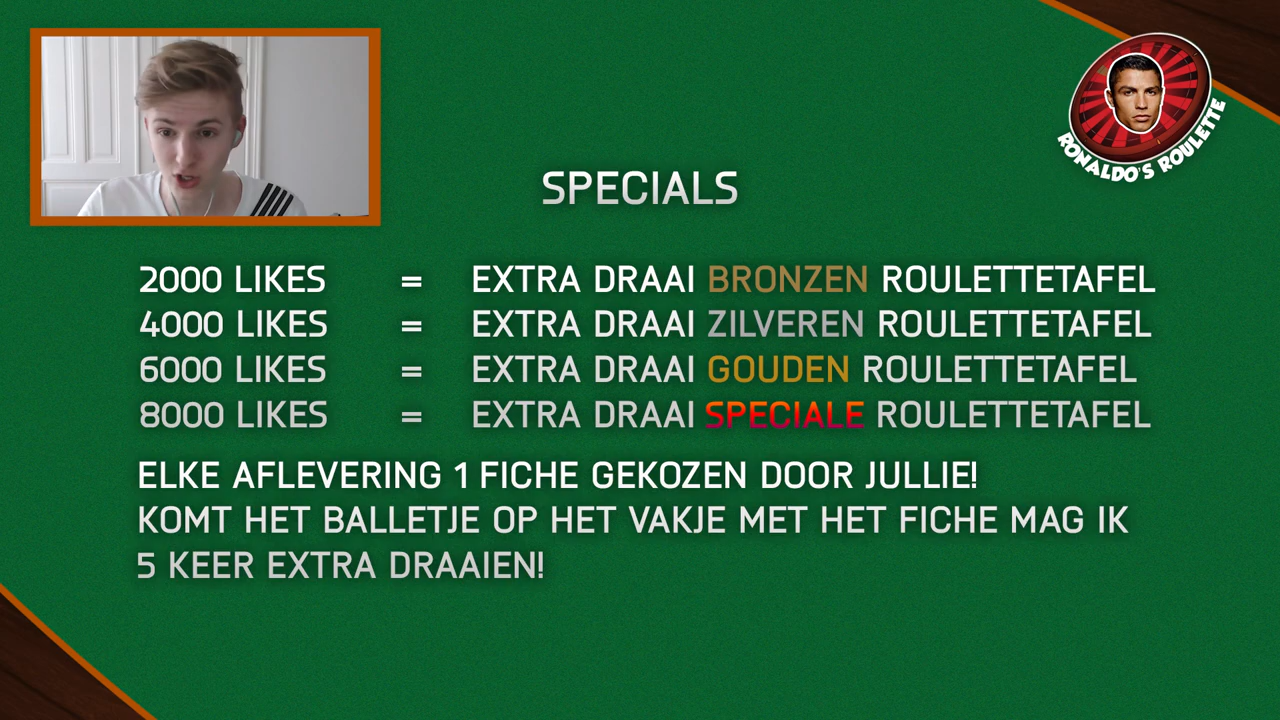 RONALDO'S ROULETTE
SPECIALS
2000 LIKES = EXTRA DRAAI BRONZEN ROULETTETAFEL
4000 LIKES = EXTRA DRAAI ZILVEREN ROULETTETAFEL
6000 LIKES = EXTRA DRAAI GOUDEN ROULETTETAFEL
8000 LIKES = EXTRA DRAAI SPECIALE ROULETTETAFEL
ELKE AFLEVERING 1 FICHE GEKOZEN DOOR JULLIE!
KOMT HET BALLETJE OP HET VAKJE MET HET FICHE MAG IK
5 KEER EXTRA DRAAIEN!